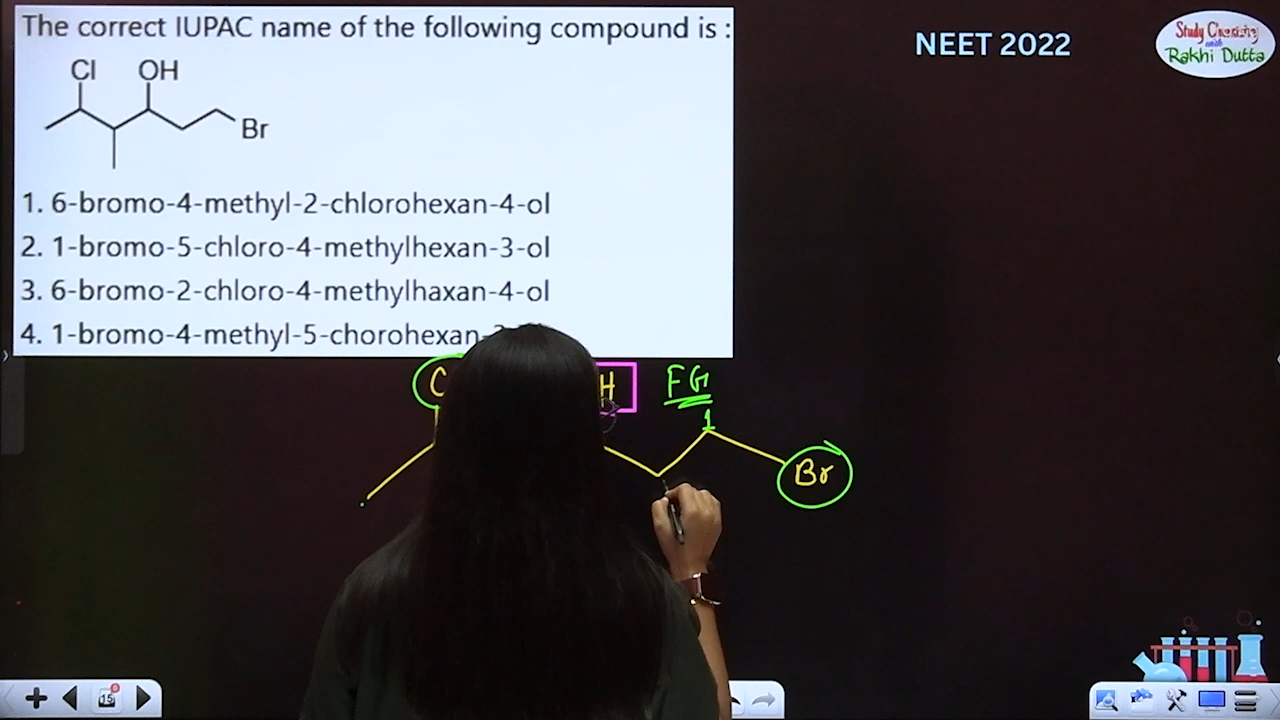 The correct IUPAC name of the following compound is :
NEET 2022
Study Chemistry
with
Rakhi Dutta
Cl OH
Br
1. 6-bromo-4-methyl-2-chlorohexan-4-ol
2. 1-bromo-5-chloro-4-methylhexan-3-ol
3. 6-bromo-2-chloro-4-methylhaxan-4-ol
4. 1-bromo-4-methyl-5-chorohexan-
C H FG
1
Br
15